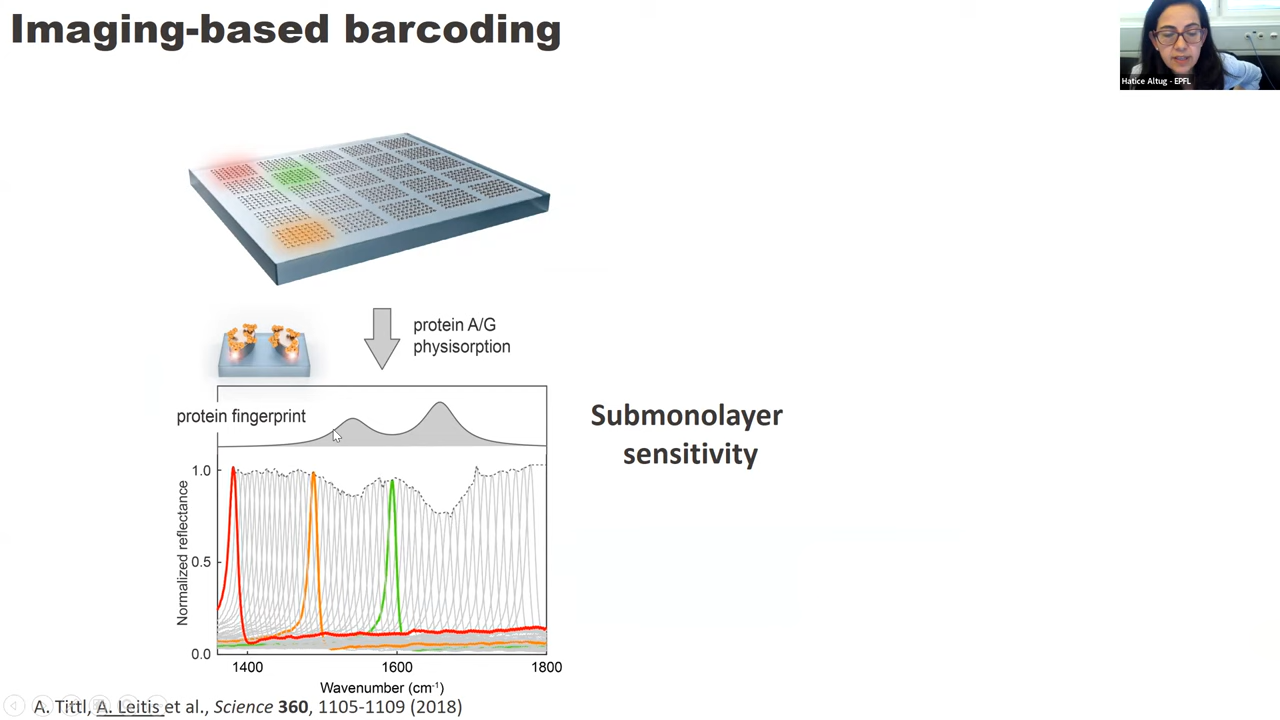 Imaging-based barcoding
Hatice Altug - EPFL
protein A/G
physisorption
protein fingerprint
Submonolayer
sensitivity
1.0
0.5
0.0
Normalized reflectance
1400
1600
1800
Wavenumber (cm⁻¹)
A. Tittl, A. Leitis et al., Science 360, 1105-1109 (2018)